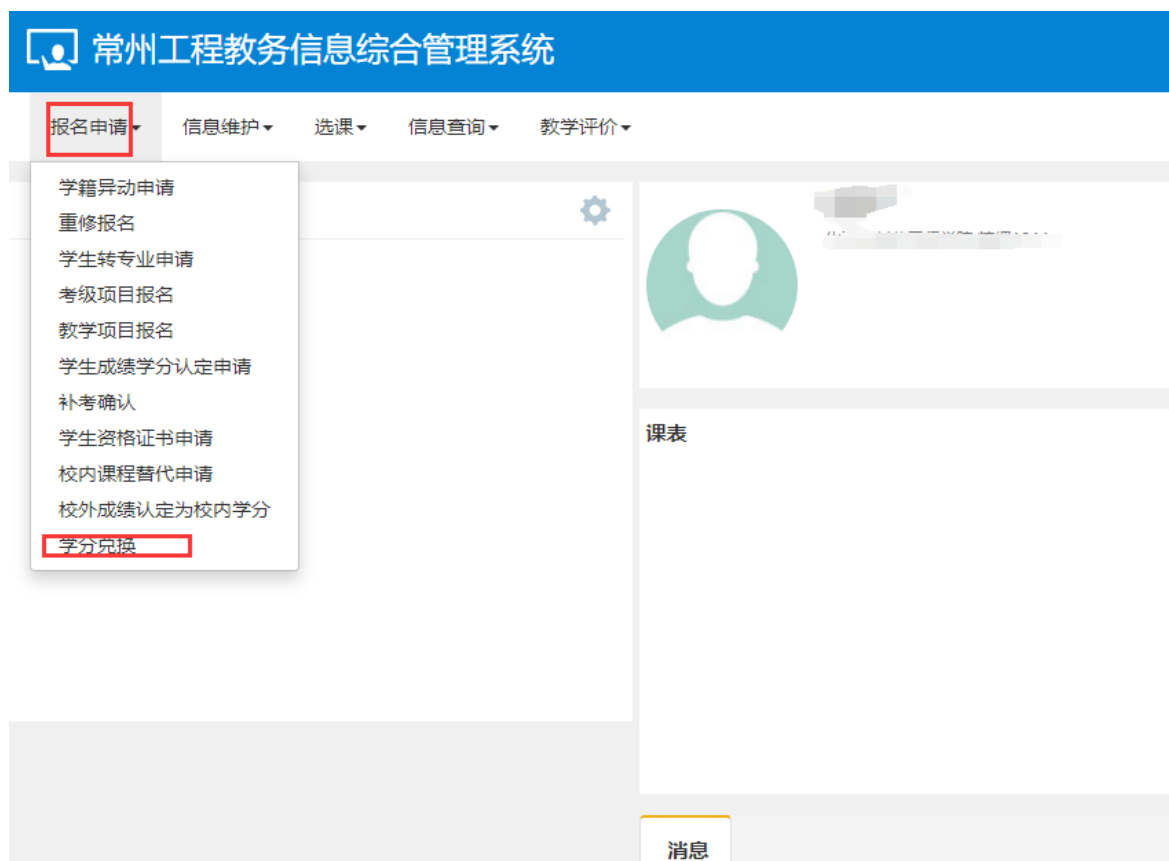 常州工程教务信息综合管理系统
报名申请 信息维护 选课 信息查询 教学评价
学籍异动申请
重修报名
学生转专业申请
考级项目报名
教学项目报名
学生成绩学分认定申请
补考确认
学生资格证书申请
校内课程替代申请
校外成绩认定为校内学分
学分兑换
课表
消息